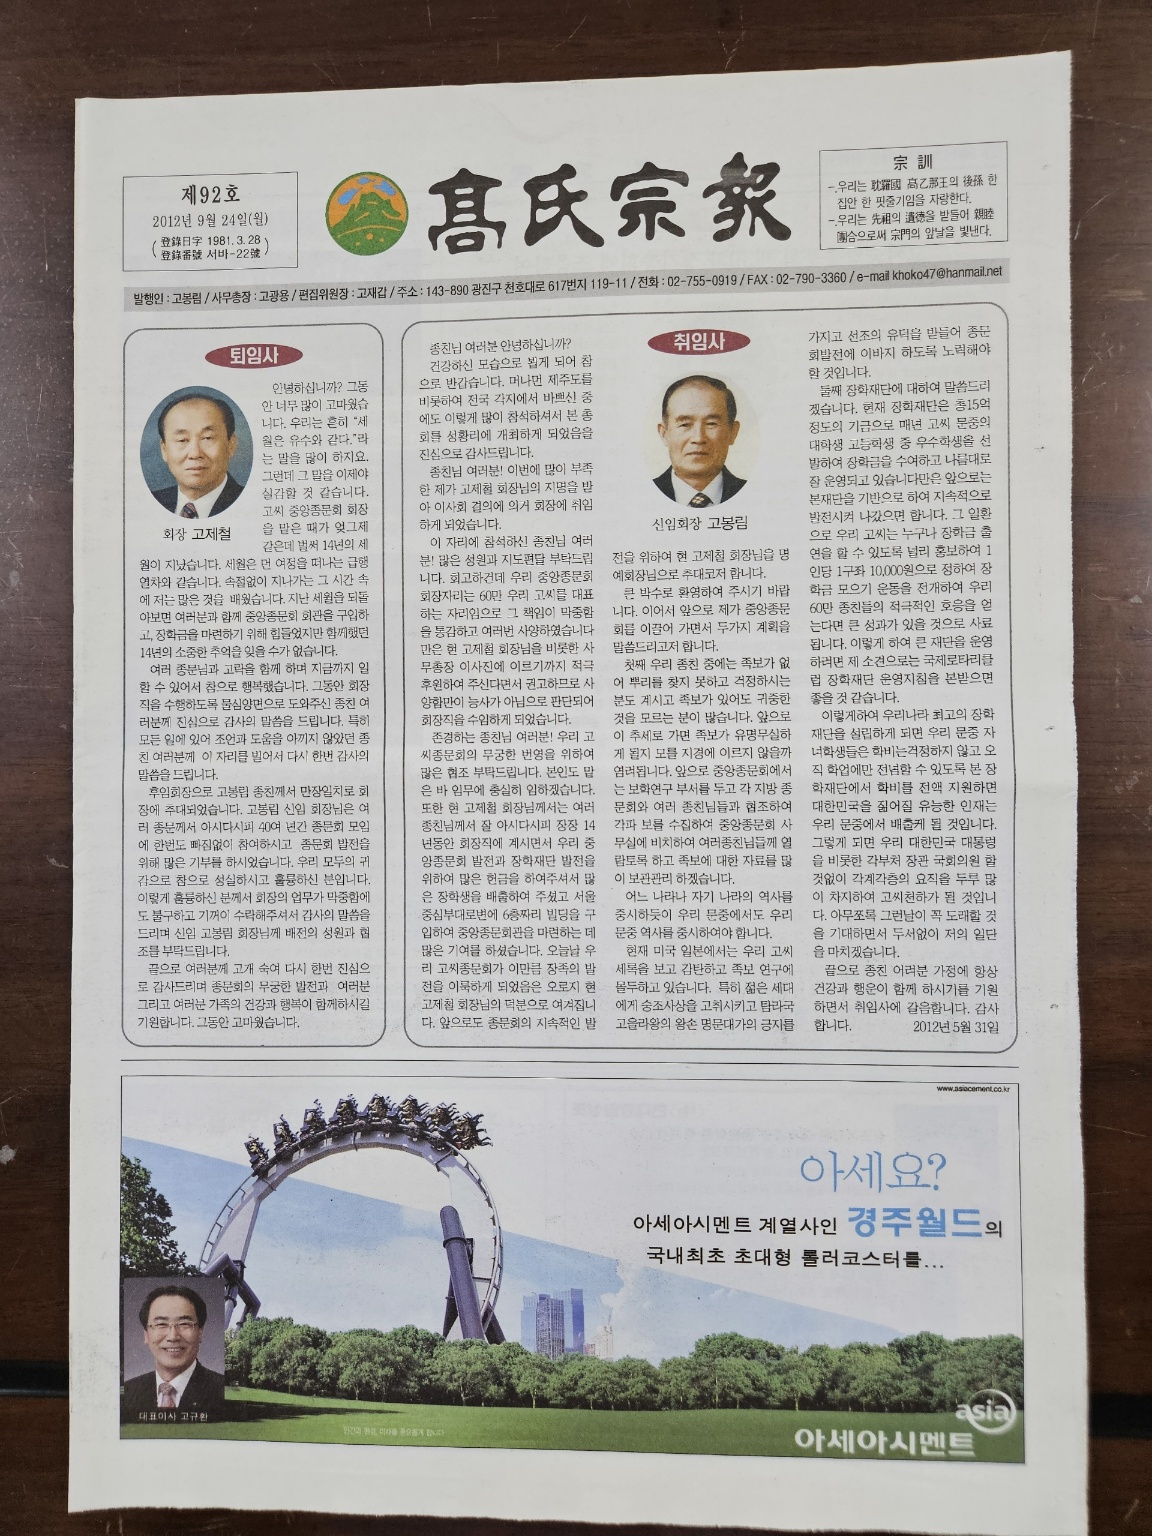 제92호
2012년 9월 24일(월)
登錄日字 1981. 3. 28
登錄番號 서바-22號
高氏宗報
宗 訓
-.우리는 耽羅國 高乙那王의 後孫 한
집안 한 핏줄기임을 자랑한다.
-.우리는 先祖의 遺德을 받들어 親睦
團合으로써 宗門의 앞날을 빛낸다.
발행인 : 고봉림 / 사무총장 : 고광용 / 편집위원장 : 고재갑 / 주소 : 143-890 광진구 천호대로 617번지 119-11 / 전화 : 02-755-0919 / FAX : 02-790-3360 / e-mail khoko47@hanmail.net
퇴임사
안녕하십니까? 그동
안 너무 많이 고마웠습
니다. 우리는 흔히 "세
월은 유수와 같다."라
는 말을 많이 하지요.
그런데 그 말을 이제야
실감할 것 같습니다.
고씨 중앙종문회 회장
을 맡은 때가 엊그제
같은데 벌써 14년의 세
회장 고제철
월이 지났습니다. 세월은 먼 여정을 떠나는 급행
열차와 같습니다. 속절없이 지나가는 그 시간 속
에 저는 많은 것을 배웠습니다. 지난 세월을 되돌
아보면 여러분과 함께 중앙종문회 회관을 구입하
고, 장학금을 마련하기 위해 힘들었지만 함께했던
14년의 소중한 추억을 잊을 수가 없습니다.
여러 종분님과 고락을 함께 하며 지금까지 일
할 수 있어서 참으로 행복했습니다. 그동안 회장
직을 수행하도록 물심양면으로 도와주신 종친 여
러분께 진심으로 감사의 말씀을 드립니다. 특히
모든 일에 있어 조언과 도움을 아끼지 않았던 종
친 여러분께 이 자리를 빌어서 다시 한번 감사의
말씀을 드립니다.
후임회장으로 고봉림 종친께서 만장일치로 회
장에 추대되었습니다. 고봉림 신임 회장님은 여
러 종문께서 아시다시피 40여 년간 종문회 모임
에 한번도 빠짐없이 참여하시고 종문회 발전을
위해 많은 기부를 하시었습니다. 우리 모두의 귀
감으로 참으로 성실하시고 훌륭하신 분입니다.
이렇게 훌륭하신 분께서 회장의 업무가 막중함에
도 불구하고 기꺼이 수락해주셔서 감사의 말씀을
드리며 신임 고봉림 회장님께 배전의 성원과 협
조를 부탁드립니다.
끝으로 여러분께 고개 숙여 다시 한번 진심으
로 감사드리며 종문회의 무궁한 발전과 여러분
그리고 여러분 가족의 건강과 행복이 함께하시길
기원합니다. 그동안 고마웠습니다.
종친님 여러분 안녕하십니까?
건강하신 모습으로 뵙게 되어 참
으로 반갑습니다. 머나먼 제주도를
비롯하여 전국 각지에서 바쁘신 중
에도 이렇게 많이 참석하셔서 본 총
회를 성황리에 개최하게 되었음을
진심으로 감사드립니다.
종친님 여러분! 이번에 많이 부족
한 제가 고제철 회장님의 지명을 받
아 이사회 결의에 의거 회장에 취임
하게 되었습니다.
이 자리에 참석하신 종친님 여러
분! 많은 성원과 지도편달 부탁드립
니다. 회고하건데 우리 중앙종문회
회장자리는 60만 우리 고씨를 대표
하는 자리임으로 그 책임이 막중함
을 통감하고 여러번 사양하였습니다
만은 현 고제철 회장님을 비롯한 사
무총장 이사진에 이르기까지 적극
후원하여 주신다면서 권고하므로 사
양함만이 능사가 아님으로 판단되어
회장직을 수임하게 되었습니다.
존경하는 종친님 여러분! 우리 고
씨종문회의 무궁한 번영을 위하여
많은 협조 부탁드립니다. 본인도 맡
은 바 임무에 충실히 임하겠습니다.
또한 현 고제철 회장님께서는 여러
종친님께서 잘 아시다시피 장장 14
년동안 회장직에 계시면서 우리 중
앙종문회 발전과 장학재단 발전을
위하여 많은 헌금을 하여주셔서 많
은 장학생을 배출하여 주셨고 서울
중심부대로변에 6층짜리 빌딩을 구
입하여 중앙종문회관을 마련하는 데
많은 기여를 하셨습니다. 오늘날 우
리 고씨종문회가 이만큼 장족의 발
전을 이룩하게 되었음은 오로지 현
고제철 회장님의 덕분으로 여겨집니
다. 앞으로도 종문회의 지속적인 발
취임사
신임회장 고봉림
전을 위하여 현 고제철 회장님을 명
예회장님으로 추대코저 합니다.
큰 박수로 환영하여 주시기 바랍
니다. 이어서 앞으로 제가 중앙종문
회를 이끌어 가면서 두가지 계획을
말씀드리고저 합니다.
첫째 우리 종친 중에는 족보가 없
어 뿌리를 찾지 못하고 걱정하시는
분도 계시고 족보가 있어도 귀중한
것을 모르는 분이 많습니다. 앞으로
이 추세로 가면 족보가 유명무실하
게 될지 모를 지경에 이르지 않을까
염려됩니다. 앞으로 중앙종문회에서
는 보학연구 부서를 두고 각 지방 종
문회와 여러 종친님들과 협조하여
각파 보를 수집하여 중앙종문회 사
무실에 비치하여 여러종친님들께 열
람토록 하고 족보에 대한 자료를 많
이 보관관리 하겠습니다.
어느 나라나 자기 나라의 역사를
중시하듯이 우리 문중에서도 우리
문중 역사를 중시하여야 합니다.
현재 미국 일본에서는 우리 고씨
세록을 보고 감탄하고 족보 연구에
몰두하고 있습니다. 특히 젊은 세대
에게 숭조사상을 고취시키고 탐라국
고을라왕의 왕손 명문대가의 긍지를
가지고 선조의 유덕을 받들어 종문
회발전에 이바지 하도록 노력해야
할 것입니다.
둘째 장학재단에 대하여 말씀드리
겠습니다. 현재 장학재단은 총15억
정도의 기금으로 매년 고씨 문중의
대학생 고등학생 중 우수학생을 선
발하여 장학금을 수여하고 나름대로
잘 운영되고 있습니다만은 앞으로는
본재단을 기반으로 하여 지속적으로
발전시켜 나갔으면 합니다. 그 일환
으로 우리 고씨는 누구나 장학금 출
연을 할 수 있도록 널리 홍보하여 1
인당 1구좌 10,000원으로 정하여 장
학금 모으기 운동을 전개하여 우리
60만 종친들의 적극적인 호응을 얻
는다면 큰 성과가 있을 것으로 사료
됩니다. 이렇게 하여 큰 재단을 운영
하려면 제 소견으로는 국제로타리클
럽 장학재단 운영지침을 본받으면
좋을 것 같습니다.
이렇게하여 우리나라 최고의 장학
재단을 설립하게 되면 우리 문중 자
녀학생들은 학비는걱정하지 않고 오
직 학업에만 전념할 수 있도록 본 장
학재단에서 학비를 전액 지원하면
대한민국을 짊어질 유능한 인재는
우리 문중에서 배출케 될 것입니다.
그렇게 되면 우리 대한민국 대통령
을 비롯한 각부처 장관 국회의원 할
것없이 각계각층의 요직을 두루 많
이 차지하여 고씨천하가 될 것입니
다. 아무쪼록 그런날이 꼭 도래할 것
을 기대하면서 두서없이 저의 일단
을 마치겠습니다.
끝으로 종친 여러분 가정에 항상
건강과 행운이 함께 하시기를 기원
하면서 취임사에 갈음합니다. 감사
합니다. 2012년 5월 31일
www.asiacement.co.kr
아세요?
아세아시멘트 계열사인 경주월드의
국내최초 초대형 롤러코스터를...
대표이사 고규환
asia
아세아시멘트